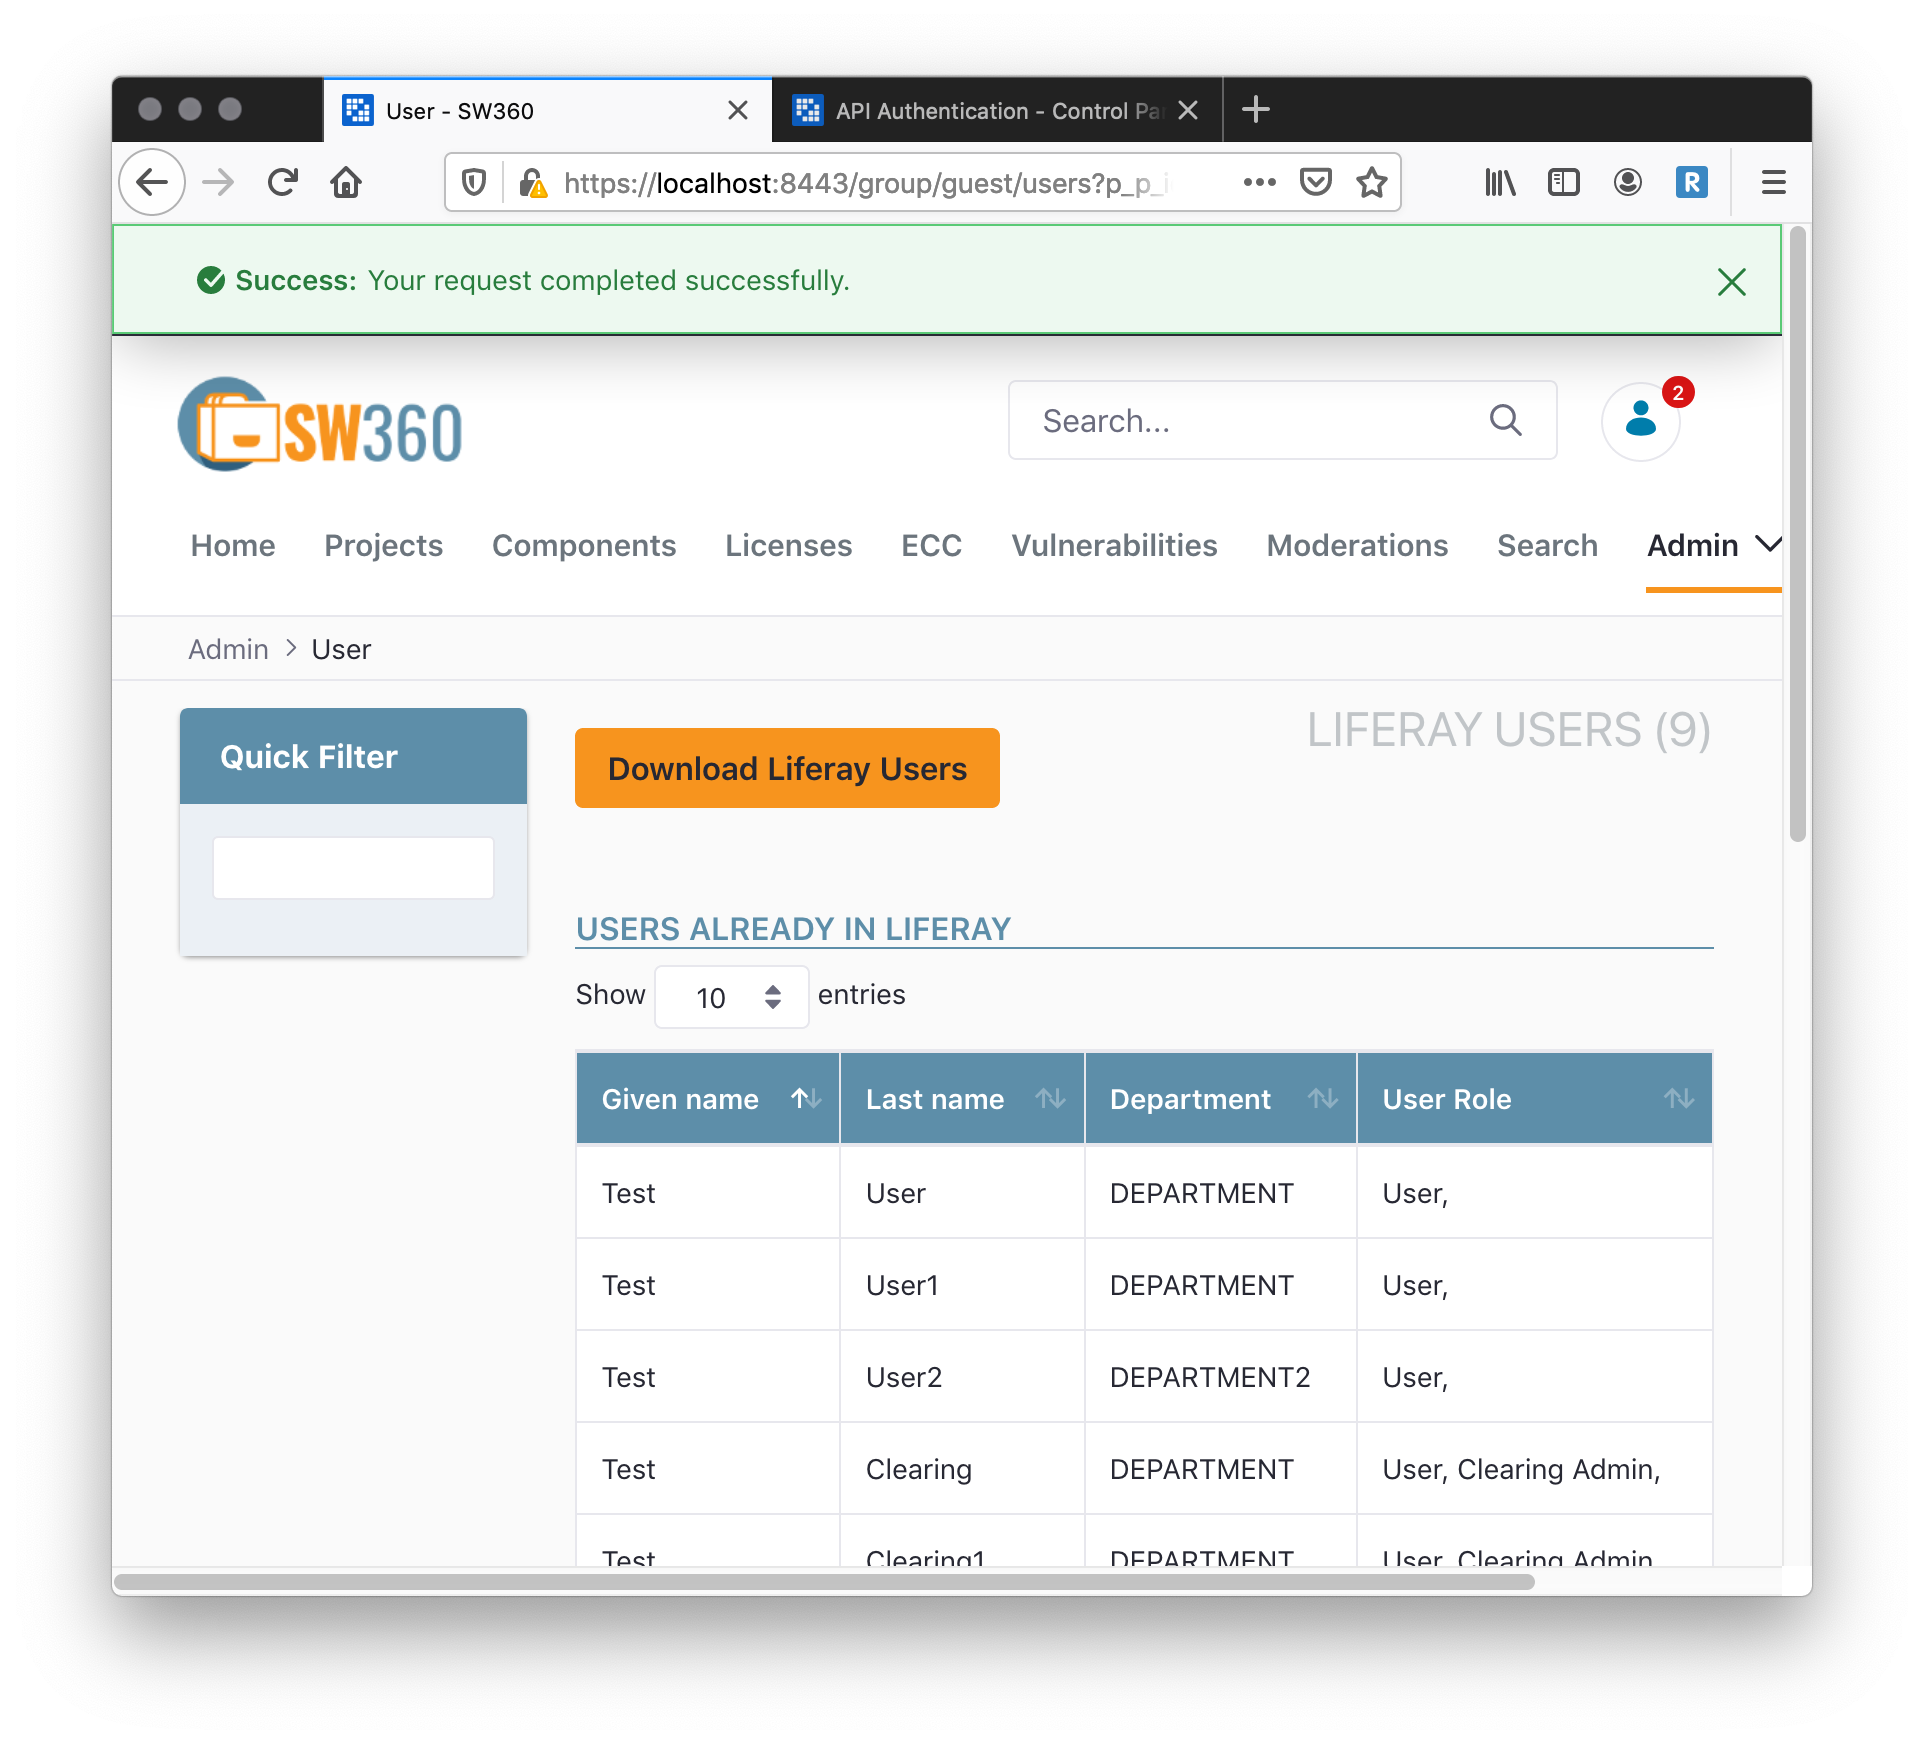 User - SW360
API Authentication - Control Pa
https://localhost:8443/group/guest/users?p_p_i
R
Success: Your request completed successfully.
SW360
Search...
2
Home Projects Components Licenses ECC Vulnerabilities Moderations Search Admin
Admin > User
Quick Filter
Download Liferay Users
LIFERAY USERS (9)
USERS ALREADY IN LIFERAY
Show 10 entries
Given name Last name Department User Role
Test User DEPARTMENT User,
Test User1 DEPARTMENT User,
Test User2 DEPARTMENT2 User,
Test Clearing DEPARTMENT User, Clearing Admin,
Test Clearing1 DEPARTMENT User, Clearing Admin